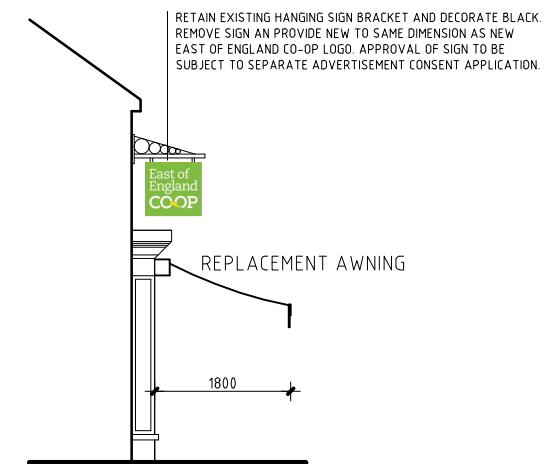 RETAIN EXISTING HANGING SIGN BRACKET AND DECORATE BLACK.
REMOVE SIGN AN PROVIDE NEW TO SAME DIMENSION AS NEW
EAST OF ENGLAND CO-OP LOGO. APPROVAL OF SIGN TO BE
SUBJECT TO SEPARATE ADVERTISEMENT CONSENT APPLICATION.
East of
England
COOP
REPLACEMENT AWNING
1800